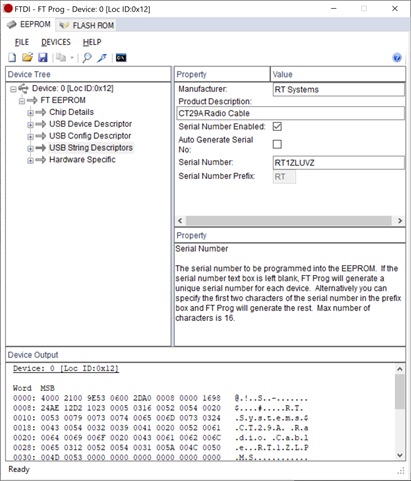 FTDI - FT Prog - Device: 0 [Loc ID:0x12]
EEPROM FLASH ROM
FILE DEVICES HELP
Device Tree
Device: 0 [Loc ID:0x12]
FT EEPROM
Chip Details
USB Device Descriptor
USB Config Descriptor
USB String Descriptors
Hardware Specific
Property Value
Manufacturer: RT Systems
Product Description:
CT29A Radio Cable
Serial Number Enabled:
Auto Generate Serial
No:
Serial Number: RT1ZLUVZ
Serial Number Prefix: RT
Property
Serial Number
The serial number to be programmed into the EEPROM. If the
serial number text box is left blank, FT Prog will generate a
unique serial number for each device. Alternatively you can
specify the first two characters of the serial number in the prefix
box and FT Prog will generate the rest. Max number of
characters is 16.
Device Output
Device: 0 [Loc ID:0x12]
Word MSB
0000: 4000 2100 9E53 0600 2DA0 0008 0000 1698 @.!..S..-.......
0008: 24AE 12D2 1023 0005 0316 0052 0054 0020 $....#.....R.T.
0010: 0053 0079 0073 0074 0065 006D 0073 0324 .S.y.s.t.e.m.s.$
0018: 0043 0054 0032 0039 0041 0020 0052 0061 .C.T.2.9.A. .R.a
0020: 0064 0069 006F 0020 0043 0061 0062 006C .d.i.o. .C.a.b.l
0028: 0065 0312 0052 0054 0031 005A 004C 0050 .e...R.T.1.Z.L.P
0030: 004D 0053 0000 0000 0000 0000 0000 0000 .M.S............
Ready